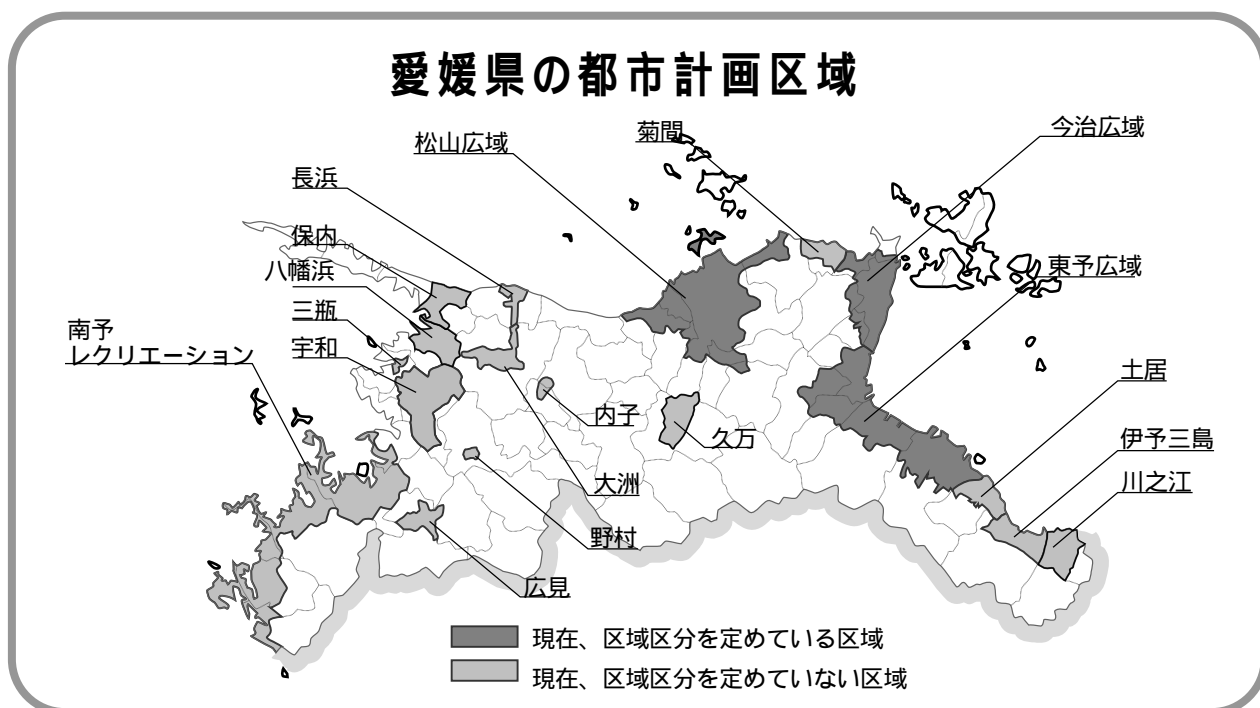 愛媛県の都市計画区域
松山広域
菊間
今治広域
長浜
保内
八幡浜
三瓶
宇和
南予
レクリエーション
東予広域
土居
伊予三島
川之江
内子
久万
大洲
野村
広見
現在、区域区分を定めている区域
現在、区域区分を定めていない区域